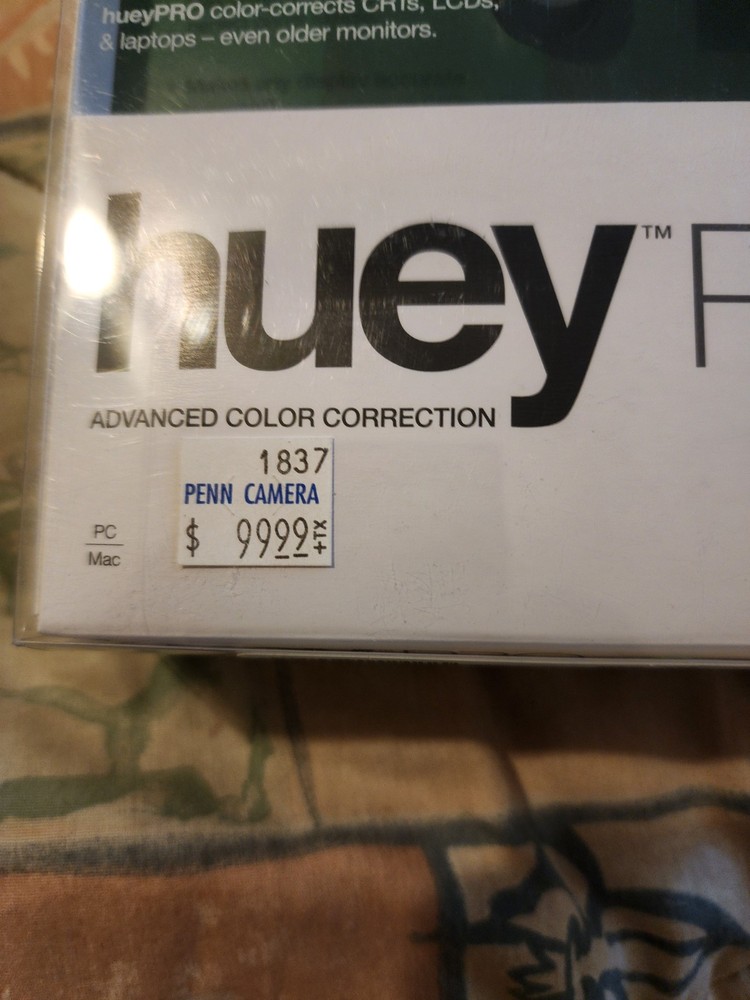 hueyPRO color-corrects CRTs, LCDs,
& laptops – even older monitors.
huey™ P
ADVANCED COLOR CORRECTION
1837
PENN CAMERA
$ 9999 +TX
PC
Mac